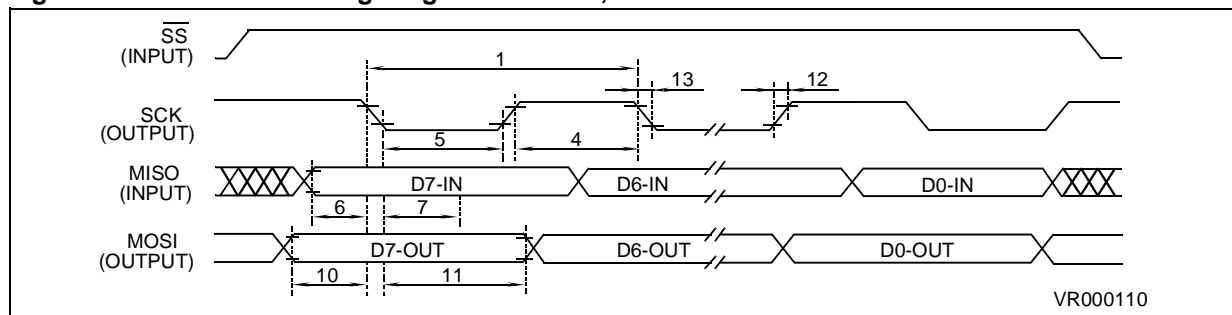 SS
(INPUT)
1
13
12
SCK
(OUTPUT)
5
4
MISO
(INPUT)
D7-IN
D6-IN
D0-IN
6
7
MOSI
(OUTPUT)
D7-OUT
D6-OUT
D0-OUT
10
11
VR000110